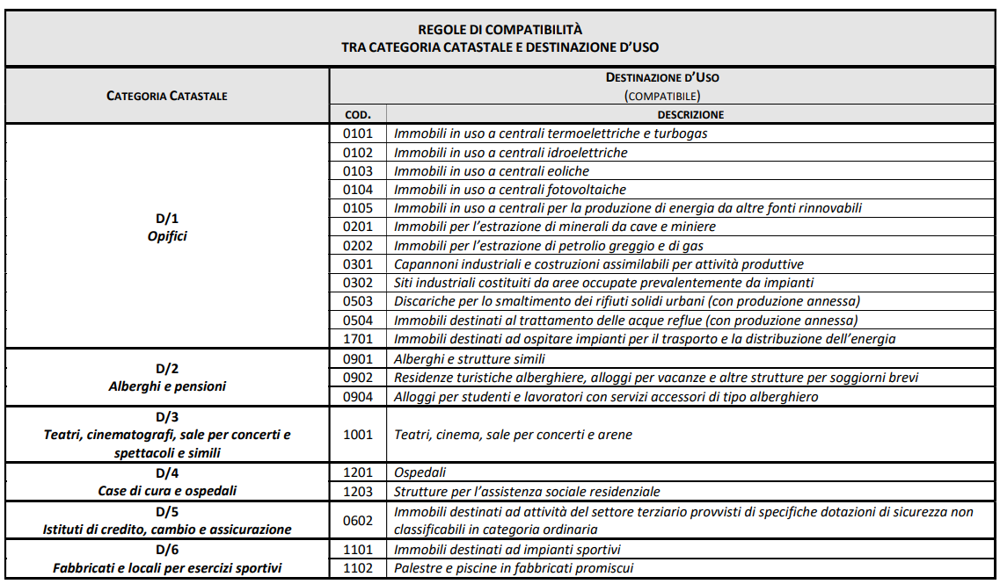 REGOLE DI COMPATIBILITÀ
TRA CATEGORIA CATASTALE E DESTINAZIONE D’USO
CATEGORIA CATASTALE
DESTINAZIONE D’USO
(COMPATIBILE)
COD.
DESCRIZIONE
D/1
Opifici
0101 Immobili in uso a centrali termoelettriche e turbogas
0102 Immobili in uso a centrali idroelettriche
0103 Immobili in uso a centrali eoliche
0104 Immobili in uso a centrali fotovoltaiche
0105 Immobili in uso a centrali per la produzione di energia da altre fonti rinnovabili
0201 Immobili per l’estrazione di minerali da cave e miniere
0202 Immobili per l’estrazione di petrolio greggio e di gas
0301 Capannoni industriali e costruzioni assimilabili per attività produttive
0302 Siti industriali costituiti da aree occupate prevalentemente da impianti
0503 Discariche per lo smaltimento dei rifiuti solidi urbani (con produzione annessa)
0504 Immobili destinati al trattamento delle acque reflue (con produzione annessa)
1701 Immobili destinati ad ospitare impianti per il trasporto e la distribuzione dell’energia
D/2
Alberghi e pensioni
0901 Alberghi e strutture simili
0902 Residenze turistiche alberghiere, alloggi per vacanze e altre strutture per soggiorni brevi
0904 Alloggi per studenti e lavoratori con servizi accessori di tipo alberghiero
D/3
Teatri, cinematografi, sale per concerti e
spettacoli e simili
1001 Teatri, cinema, sale per concerti e arene
D/4
Case di cura e ospedali
1201 Ospedali
1203 Strutture per l’assistenza sociale residenziale
D/5
Istituti di credito, cambio e assicurazione
0602 Immobili destinati ad attività del settore terziario provvisti di specifiche dotazioni di sicurezza non
classificabili in categoria ordinaria
D/6
Fabbricati e locali per esercizi sportivi
1101 Immobili destinati ad impianti sportivi
1102 Palestre e piscine in fabbricati promiscui